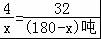 4/x = 32/(180-x)吨